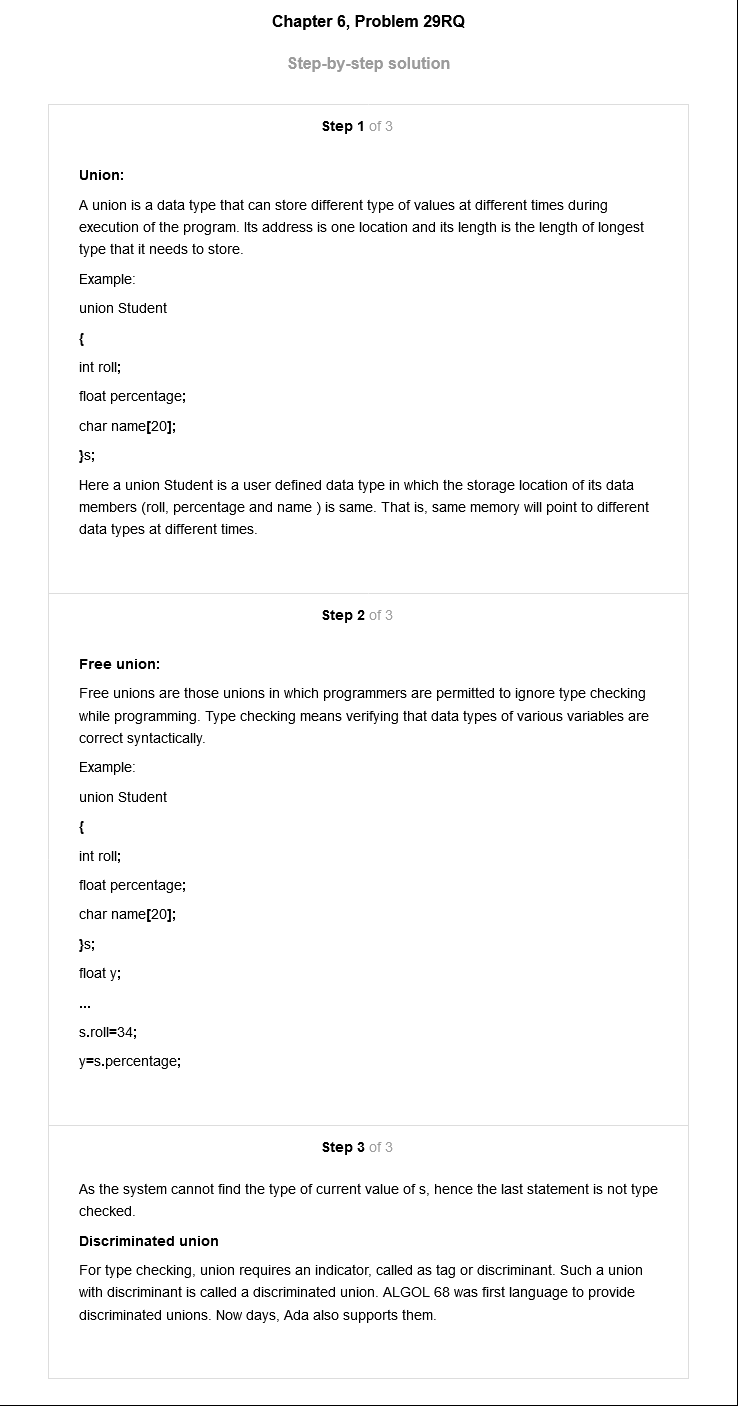 Chapter 6, Problem 29RQ
Step-by-step solution
Step 1 of 3
Union:
A union is a data type that can store different type of values at different times during
execution of the program. Its address is one location and its length is the length of longest
type that it needs to store.
Example:
union Student
{
int roll;
float percentage;
char name[20];
}s;
Here a union Student is a user defined data type in which the storage location of its data
members (roll, percentage and name ) is same. That is, same memory will point to different
data types at different times.
Step 2 of 3
Free union:
Free unions are those unions in which programmers are permitted to ignore type checking
while programming. Type checking means verifying that data types of various variables are
correct syntactically.
Example:
union Student
{
int roll;
float percentage;
char name[20];
}s;
float y;
...
s.roll=34;
y=s.percentage;
Step 3 of 3
As the system cannot find the type of current value of s, hence the last statement is not type
checked.
Discriminated union
For type checking, union requires an indicator, called as tag or discriminant. Such a union
with discriminant is called a discriminated union. ALGOL 68 was first language to provide
discriminated unions. Now days, Ada also supports them.